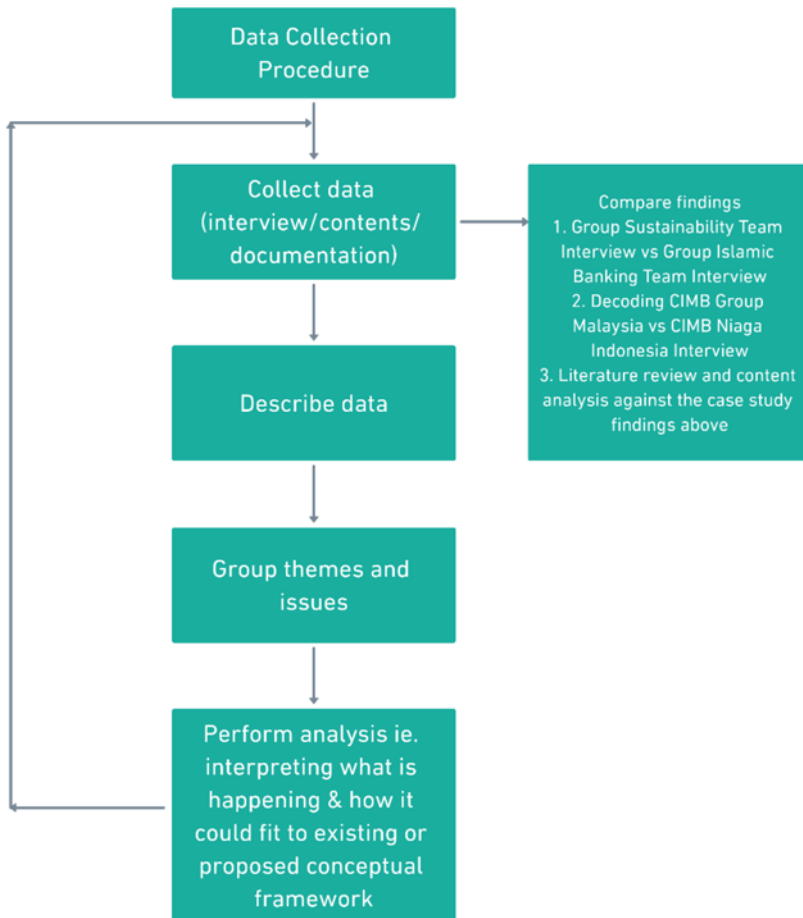 Data Collection
Procedure
Collect data
(interview/contents/
documentation)
Compare findings
1. Group Sustainability Team
Interview vs Group Islamic
Banking Team Interview
2. Decoding CIMB Group
Malaysia vs CIMB Niaga
Indonesia Interview
3. Literature review and content
analysis against the case study
findings above
Describe data
Group themes and
issues
Perform analysis ie.
interpreting what is
happening & how it
could fit to existing or
proposed conceptual
framework